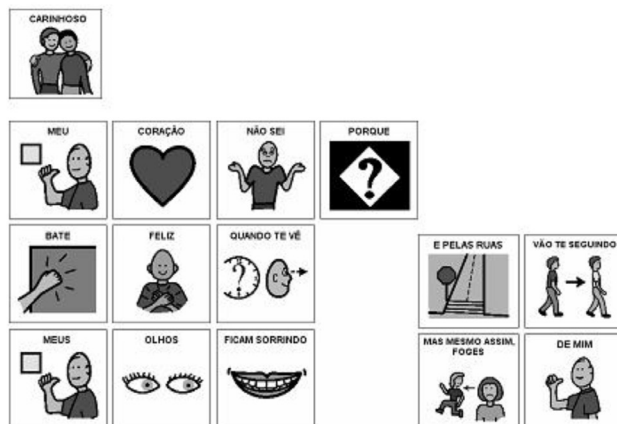 CARINHOSO
MEU CORAÇÃO NÃO SEI PORQUE
BATE FELIZ QUANDO TE VÊ
MEUS OLHOS FICAM SORRINDO
E PELAS RUAS VÃO TE SEGUINDO
MAS MESMO ASSIM,
FOGES
DE MIM